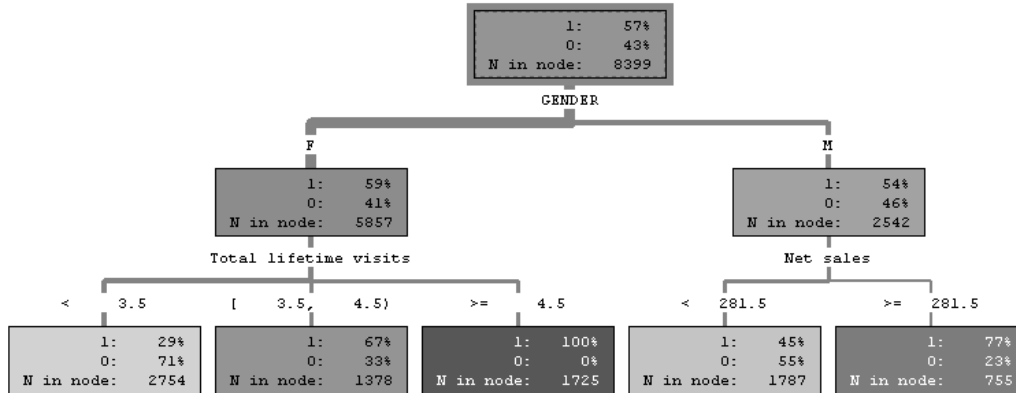 1: 57%
0: 43%
N in node: 8399
GENDER
F M
1: 59%
0: 41%
N in node: 5857
1: 54%
0: 46%
N in node: 2542
Total lifetime visits
Net sales
< 3.5
[ 3.5, 4.5)
>= 4.5
< 281.5
>= 281.5
1: 29%
0: 71%
N in node: 2754
1: 67%
0: 33%
N in node: 1378
1: 100%
0: 0%
N in node: 1725
1: 45%
0: 55%
N in node: 1787
1: 77%
0: 23%
N in node: 755